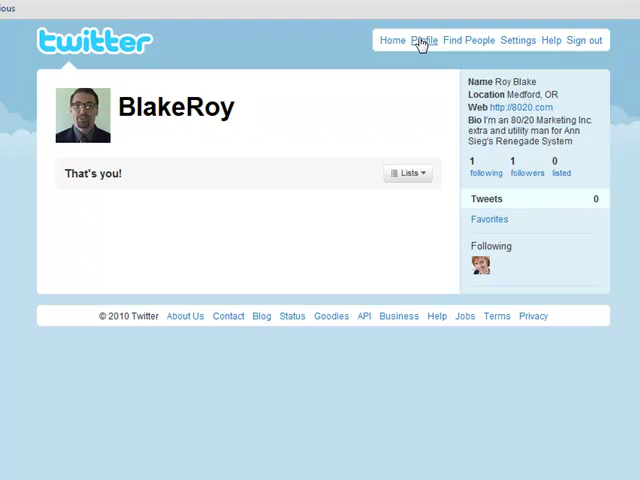 ious
twitter
Home Profile Find People Settings Help Sign out
BlakeRoy
That's you!
Lists
Name Roy Blake
Location Medford, OR
Web http://8020.com
Bio I'm an 80/20 Marketing Inc.
extra and utility man for Ann
Sieg's Renegade System
1 1 0
following followers listed
Tweets 0
Favorites
Following
© 2010 Twitter About Us Contact Blog Status Goodies API Business Help Jobs Terms Privacy